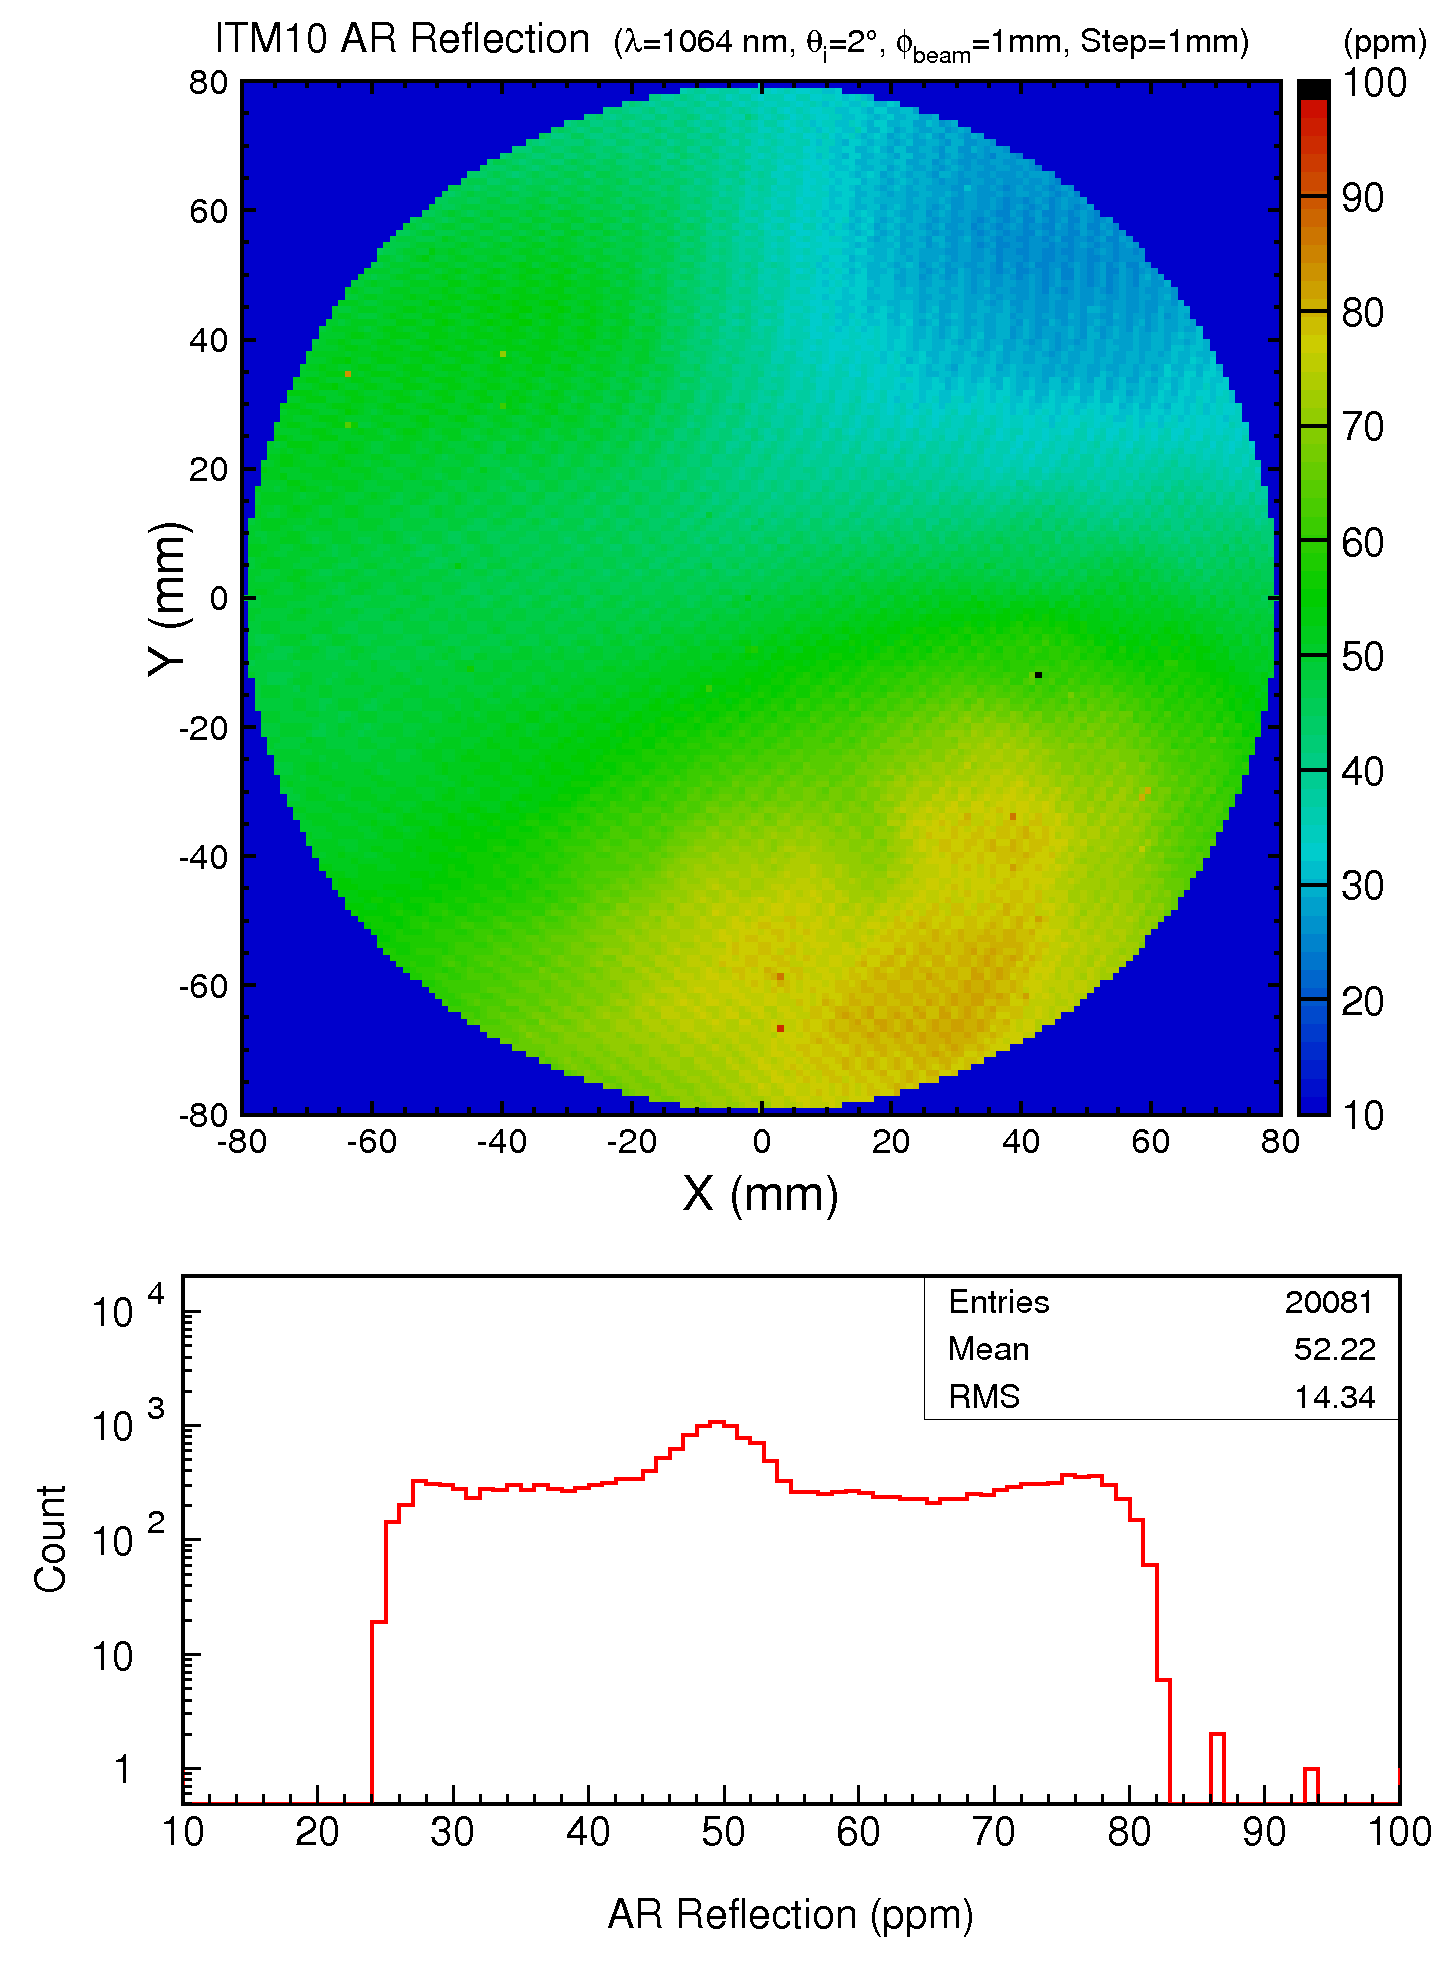 ITM10 AR Reflection (λ=1064 nm, θi=2°, ϕbeam=1mm, Step=1mm) (ppm)
80
60
40
20
0
-20
-40
-60
-80
Y (mm)
-80 -60 -40 -20 0 20 40 60 80
X (mm)
100
90
80
70
60
50
40
30
20
10
Entries 20081
Mean 52.22
RMS 14.34
10 4
10 3
10 2
10
1
Count
10 20 30 40 50 60 70 80 90 100
AR Reflection (ppm)